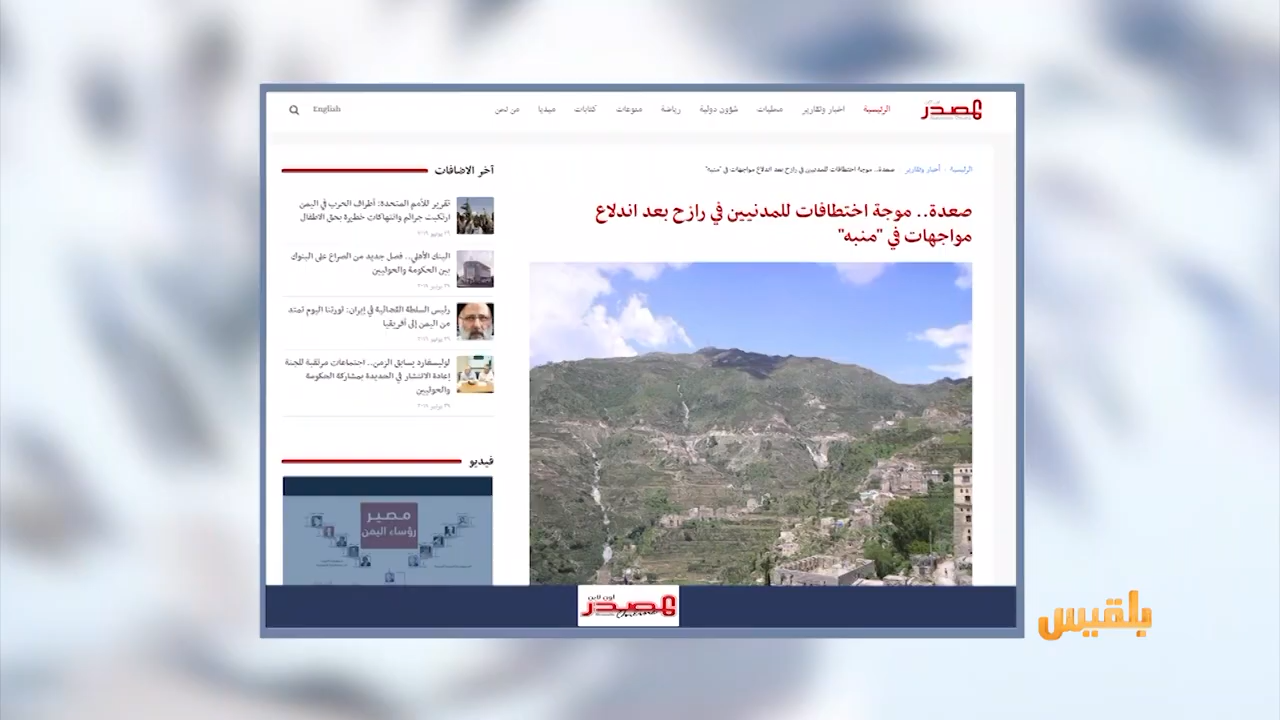 المصدر
الرئيسية
اخبار وتقارير
محليات
شؤون دولية
رياضة
منوعات
كتابات
ميديا
من نحن
English
الرئيسية
أخبار وتقارير
صعدة.. موجة اختطافات للمدنيين في رازح بعد اندلاع مواجهات في "منبه"
صعدة.. موجة اختطافات للمدنيين في رازح بعد اندلاع
مواجهات في "منبه"
آخر الاضافات
تقرير للأمم المتحدة: أطراف الحرب في اليمن
ارتكبت جرائم وانتهاكات خطيرة بحق الاطفال
البنك الأهلي.. فصل جديد من الصراع على البنوك
بين الحكومة والحوثيين
رئيس السلطة القضائية في إيران: ثورتنا اليوم تمتد
من اليمن إلى أفريقيا
لوليسغارد يسابق الزمن.. اجتماعات مرتقبة للجنة
إعادة الانتشار في الحديدة بمشاركة الحكومة
والحوثيين
فيديو
مصير
رؤساء اليمن
المصدر
اون لاين
Online
بلقيس